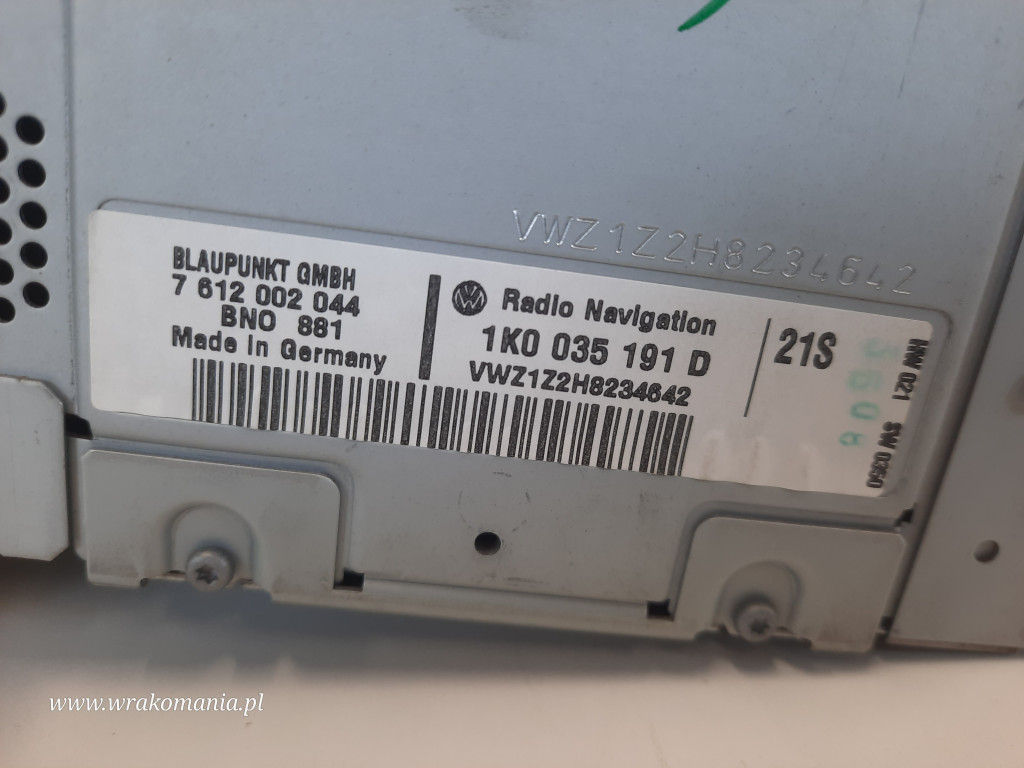 VWZ1Z2H8234642
BLAUPUNKT GMBH
7 612 002 044
BNO 881
Made in Germany
Radio Navigation
1K0 035 191 D
VWZ1Z2H8234642
21S
HW 021 SW 0350
www.wrakomania.pl